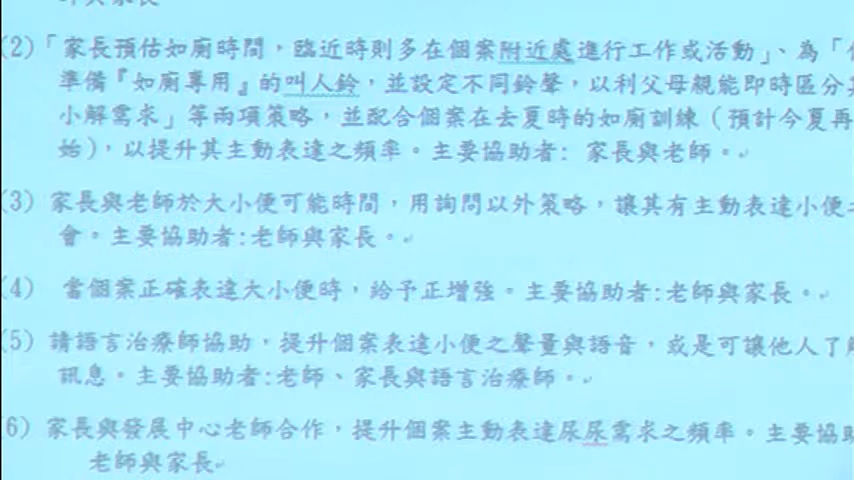 (2)「家長預估如廁時間，臨近時則多在個案附近處進行工作或活動」、為「
準備『如廁專用』的叫人鈴，並設定不同鈴聲，以利父母親能即時區分
小解需求」等兩項策略，並配合個案在去夏時的如廁訓練（預計今夏再
始），以提升其主動表達之頻率。主要協助者: 家長與老師。
(3) 家長與老師於大小便可能時間，用詢問以外策略，讓其有主動表達小便
會。主要協助者:老師與家長。
(4) 當個案正確表達大小便時，給予正增強。主要協助者:老師與家長。
(5) 請語言治療師協助，提升個案表達小便之聲量與語音，或是可讓他人了
訊息。主要協助者:老師、家長與語言治療師。
(6) 家長與發展中心老師合作，提升個案主動表達尿尿需求之頻率。主要協
老師與家長